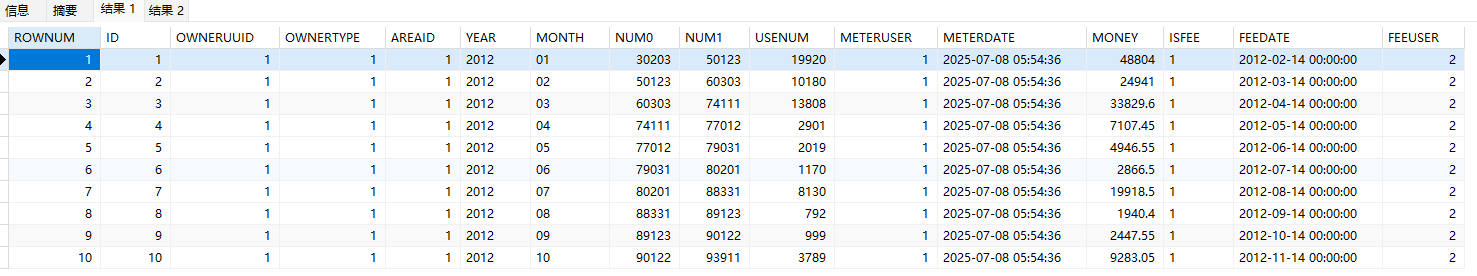 信息 摘要 结果 1 结果 2
ROWNUM ID OWNERUUID OWNERTYPE AREAID YEAR MONTH NUM0 NUM1 USENUM METERUSER METERDATE MONEY ISFEE FEEDATE FEEUSER
1 1 1 1 1 2012 01 30203 50123 19920 1 2025-07-08 05:54:36 48804 1 2012-02-14 00:00:00 2
2 2 1 1 1 2012 02 50123 60303 10180 1 2025-07-08 05:54:36 24941 1 2012-03-14 00:00:00 2
3 3 1 1 1 2012 03 60303 74111 13808 1 2025-07-08 05:54:36 33829.6 1 2012-04-14 00:00:00 2
4 4 1 1 1 2012 04 74111 77012 2901 1 2025-07-08 05:54:36 7107.45 1 2012-05-14 00:00:00 2
5 5 1 1 1 2012 05 77012 79031 2019 1 2025-07-08 05:54:36 4946.55 1 2012-06-14 00:00:00 2
6 6 1 1 1 2012 06 79031 80201 1170 1 2025-07-08 05:54:36 2866.5 1 2012-07-14 00:00:00 2
7 7 1 1 1 2012 07 80201 88331 8130 1 2025-07-08 05:54:36 19918.5 1 2012-08-14 00:00:00 2
8 8 1 1 1 2012 08 88331 89123 792 1 2025-07-08 05:54:36 1940.4 1 2012-09-14 00:00:00 2
9 9 1 1 1 2012 09 89123 90122 999 1 2025-07-08 05:54:36 2447.55 1 2012-10-14 00:00:00 2
10 10 1 1 1 2012 10 90122 93911 3789 1 2025-07-08 05:54:36 9283.05 1 2012-11-14 00:00:00 2